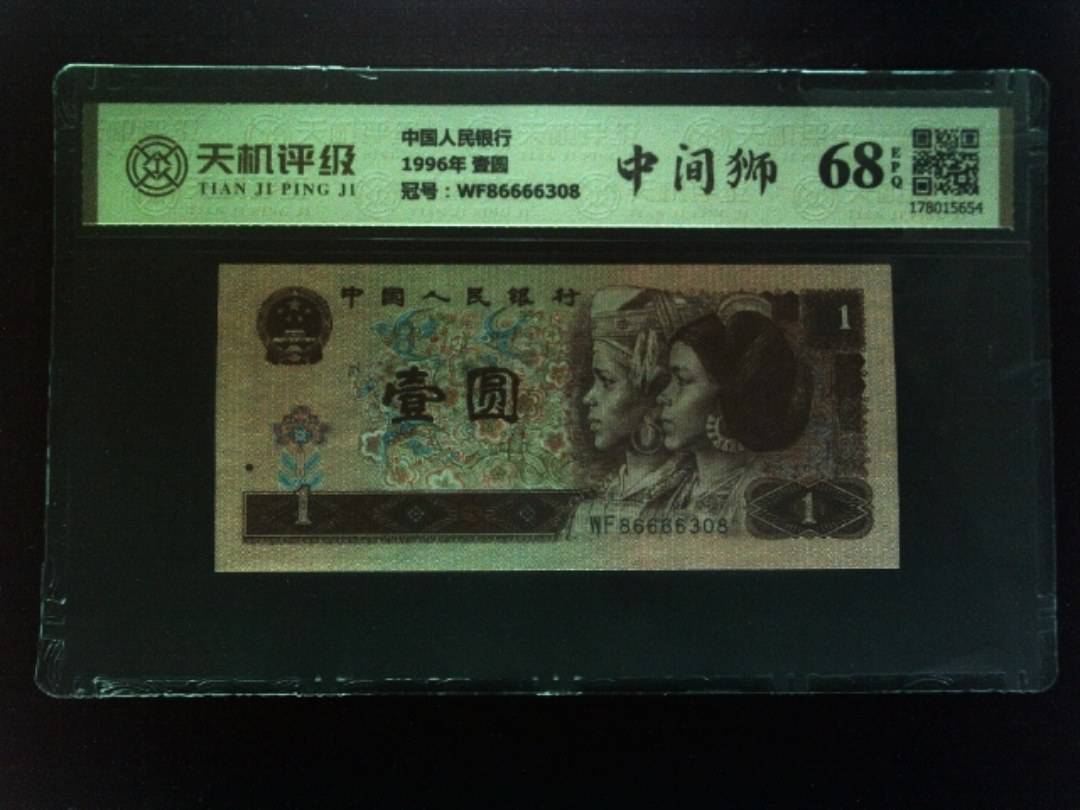 天机评级
TIAN JI PING JI
中国人民银行
1996年 壹圆
冠号：WF86666308
中间狮
68
EPQ
178015654
中国人民银行
1
壹圆
1
WF86666308
1